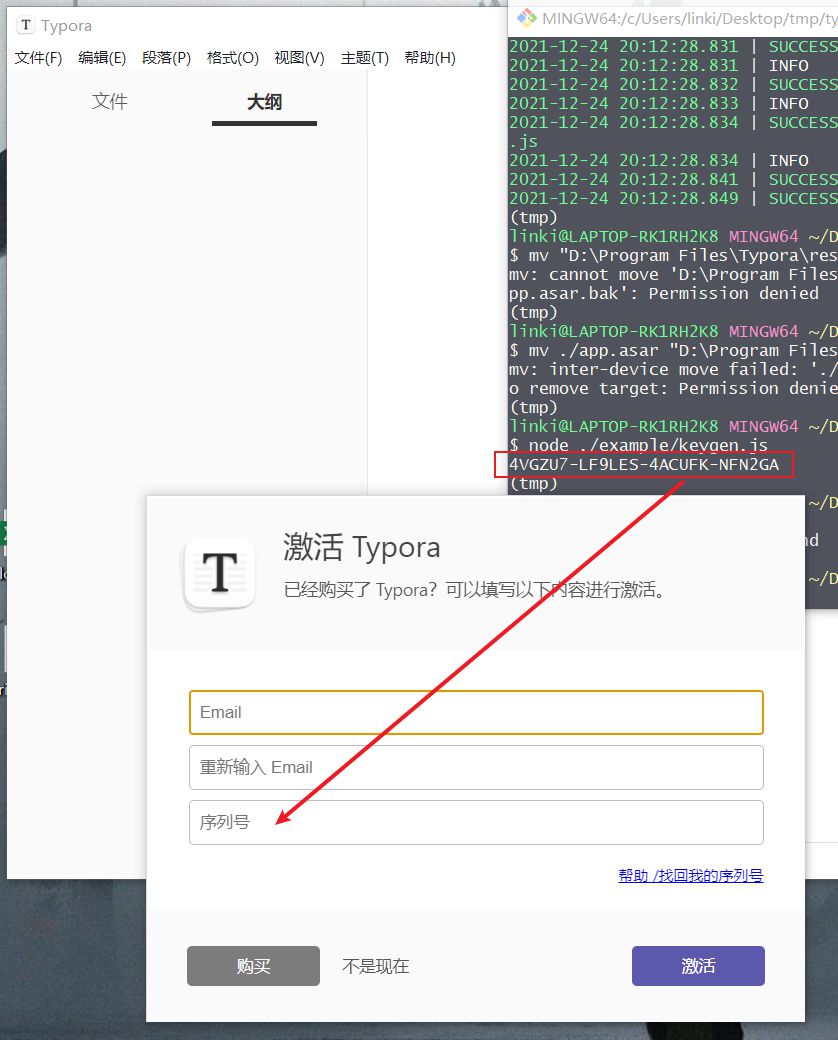 Typora
文件(F) 编辑(E) 段落(P) 格式(O) 视图(V) 主题(T) 帮助(H)
文件
大纲
MINGW64:/c/Users/linki/Desktop/tmp/ty
2021-12-24 20:12:28.831 | SUCCESS
2021-12-24 20:12:28.831 | INFO
2021-12-24 20:12:28.832 | SUCCESS
2021-12-24 20:12:28.833 | INFO
2021-12-24 20:12:28.834 | SUCCESS
.js
2021-12-24 20:12:28.834 | INFO
2021-12-24 20:12:28.841 | SUCCESS
2021-12-24 20:12:28.849 | SUCCESS
(tmp)
linki@LAPTOP-RK1RH2K8 MINGW64 ~/D
$ mv "D:\Program Files\Typora\res
mv: cannot move 'D:\Program Files
pp.asar.bak': Permission denied
(tmp)
linki@LAPTOP-RK1RH2K8 MINGW64 ~/D
$ mv ./app.asar "D:\Program Files
mv: inter-device move failed: './
o remove target: Permission denie
(tmp)
linki@LAPTOP-RK1RH2K8 MINGW64 ~/D
$ node ./example/keygen.js
4VGZU7-LF9LES-4ACUFK-NFN2GA
(tmp)
~/D
nd
~/D
T
激活 Typora
已经购买了 Typora？可以填写以下内容进行激活。
Email
重新输入 Email
序列号
帮助 /找回我的序列号
购买
不是现在
激活